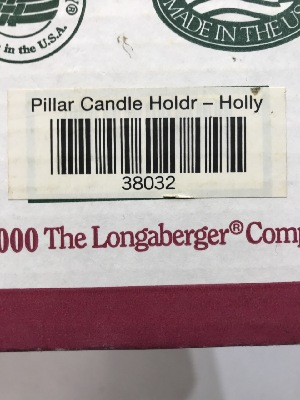 in the U.S.A.
MADE IN THE U
Pillar Candle Holdr – Holly
38032
000 The Longaberger® Comp